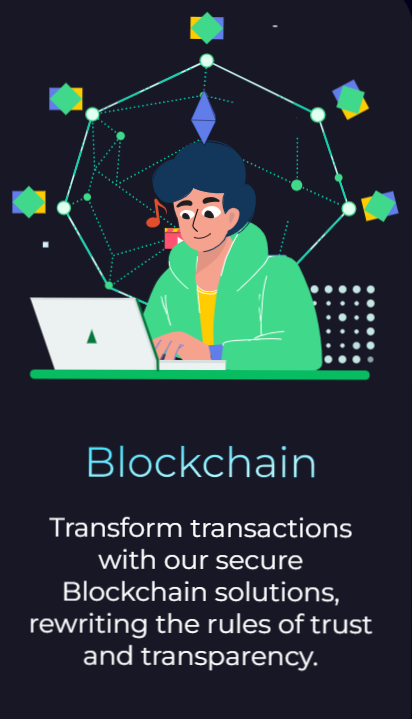 Blockchain
Transform transactions
with our secure
Blockchain solutions,
rewriting the rules of trust
and transparency.